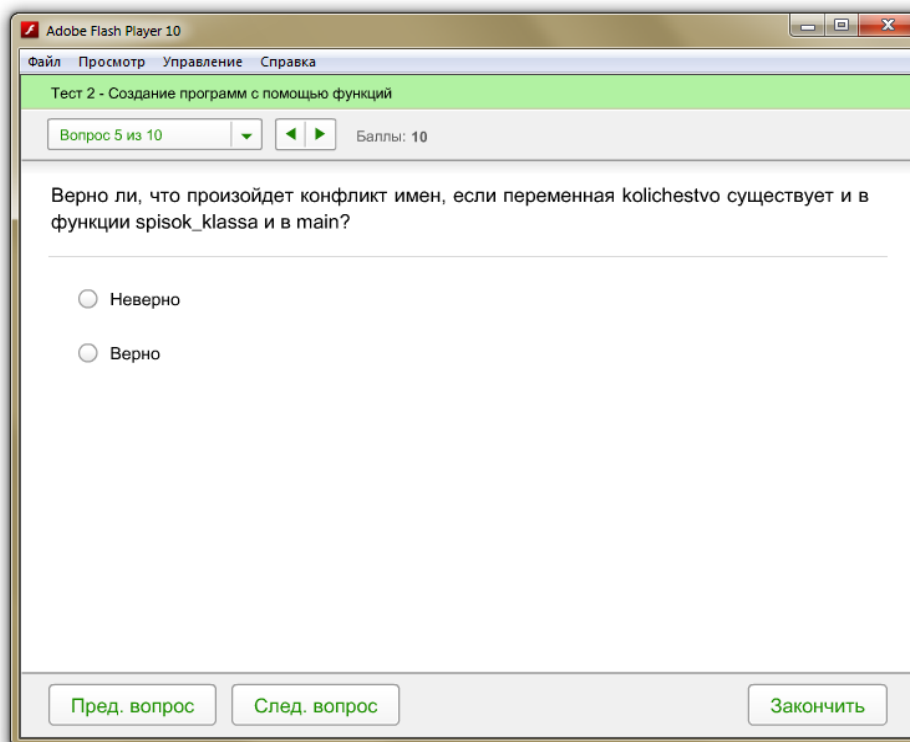 Adobe Flash Player 10
Файл Просмотр Управление Справка
Тест 2 - Создание программ с помощью функций
Вопрос 5 из 10
Баллы: 10
Верно ли, что произойдет конфликт имен, если переменная kolichestvo существует и в
функции spisok_klassa и в main?
Неверно
Верно
Пред. вопрос След. вопрос Закончить